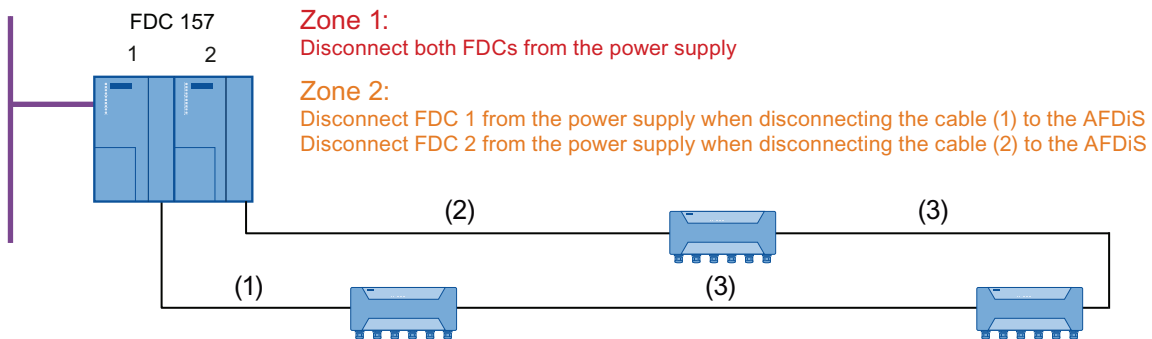 FDC 157
1 2
Zone 1:
Disconnect both FDCs from the power supply
Zone 2:
Disconnect FDC 1 from the power supply when disconnecting the cable (1) to the AFDiS
Disconnect FDC 2 from the power supply when disconnecting the cable (2) to the AFDiS
(2) (3)
(1) (3)